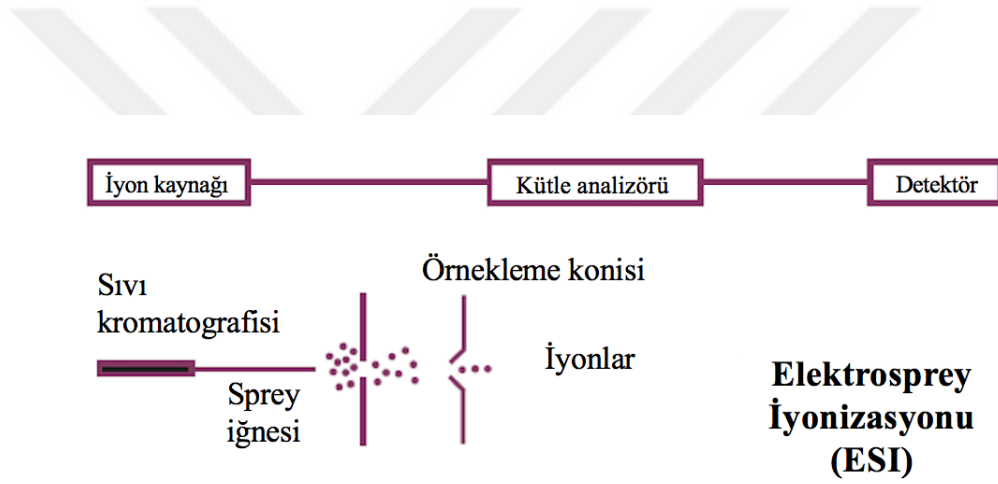 İyon kaynağı
Kütle analizörü
Detektör
Örnekleme konisi
Sıvı
kromatografisi
İyonlar
Sprey
iğnesi
Elektrosprey
İyonizasyonu
(ESI)